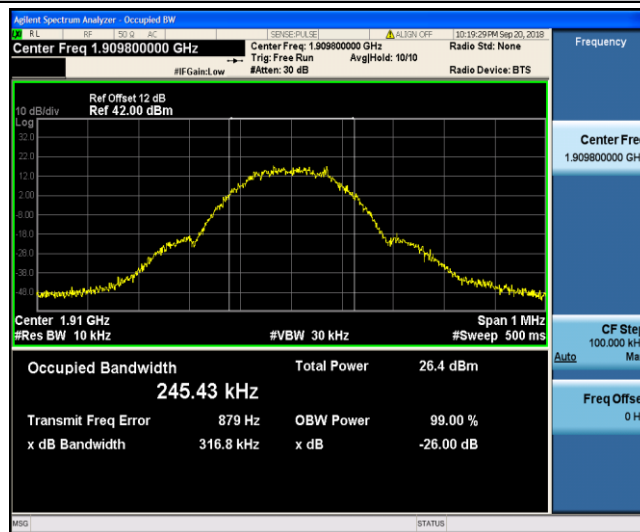 Agilent Spectrum Analyzer - Occupied BW
RL RF 50 Ω AC SENSE:PULSE ALIGN OFF 10:19:29 PM Sep 20, 2018
Center Freq 1.909800000 GHz Center Freq: 1.909800000 GHz Radio Std: None
Trig: Free Run Avg|Hold: 10/10
#IFGain:Low #Atten: 30 dB Radio Device: BTS
Ref Offset 12 dB
10 dB/div Ref 42.00 dBm
Log
32.0
22.0
12.0
2.00
-8.00
-18.0
-28.0
-38.0
-48.0
Center 1.91 GHz Span 1 MHz
#Res BW 10 kHz #VBW 30 kHz #Sweep 500 ms
Occupied Bandwidth Total Power 26.4 dBm
245.43 kHz
Transmit Freq Error 879 Hz OBW Power 99.00 %
x dB Bandwidth 316.8 kHz x dB -26.00 dB
MSG STATUS
Frequency
Center Fre
1.909800000 GH
CF Ste
100.000 kH
Auto Ma
Freq Offse
0 H